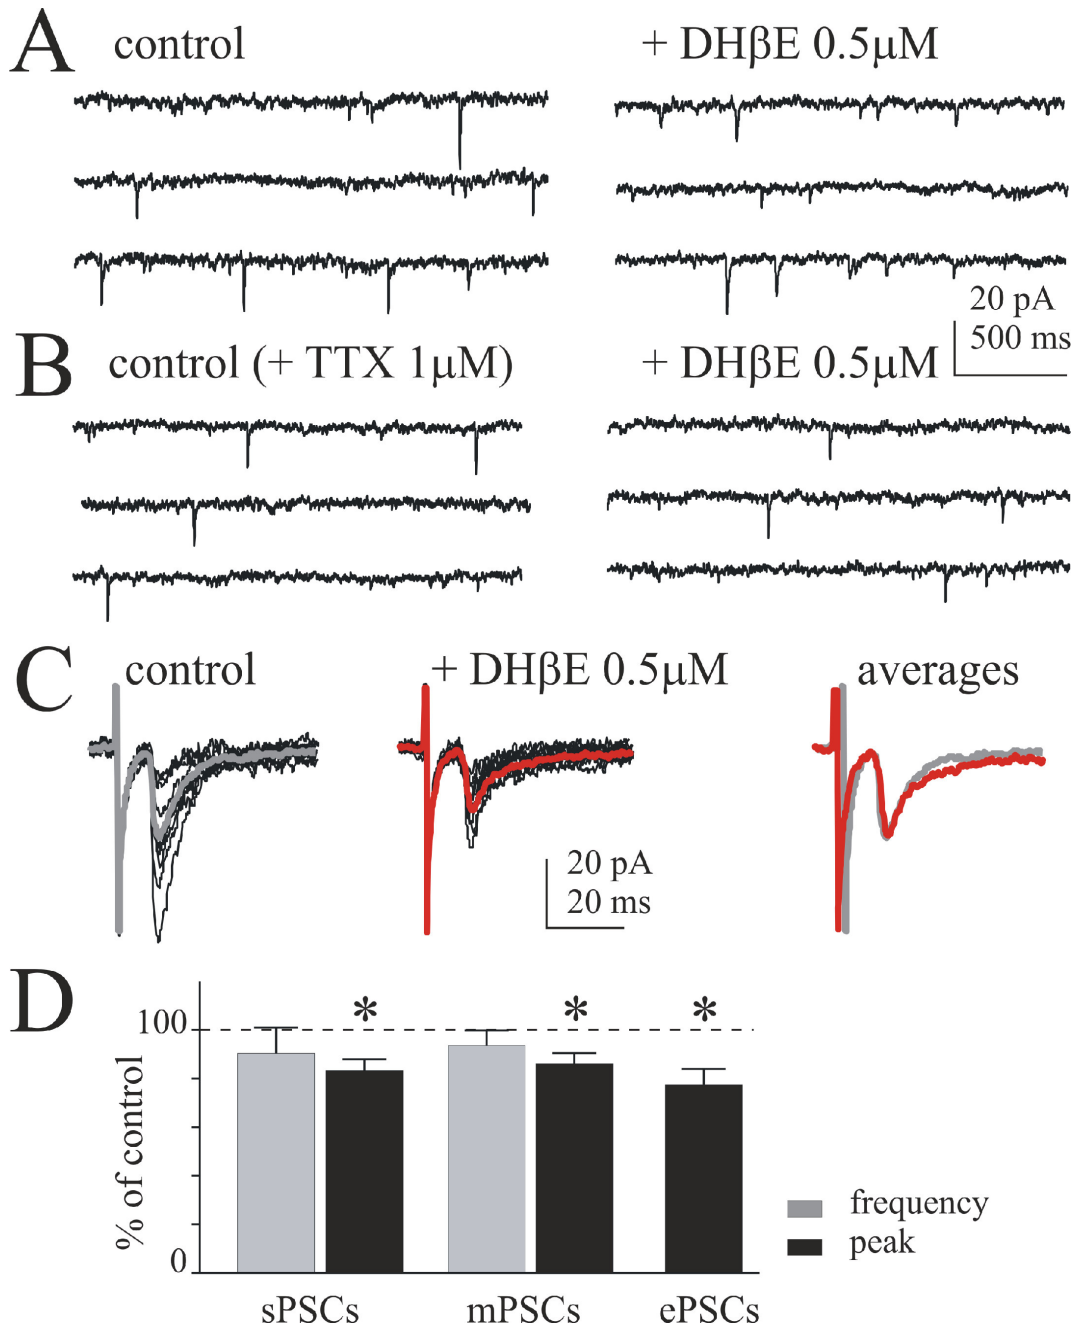 A control + DHβE 0.5μM
20 pA
500 ms
B control (+ TTX 1μM) + DHβE 0.5μM
C control + DHβE 0.5μM averages
20 pA
20 ms
D
* * *
100
% of control
0
frequency
peak
sPSCs mPSCs ePSCs